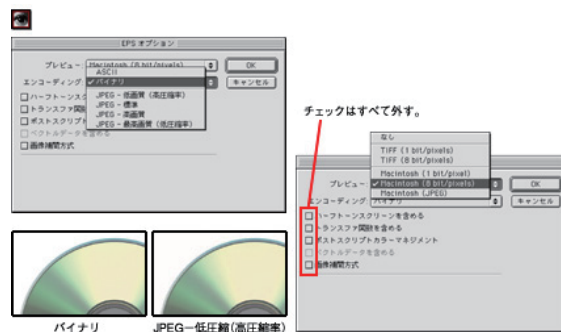 EPS オプション
プレビュー: Macintosh (8 bit/pixels)
OK
ASCII
エンコーディング: ✓バイナリ
キャンセル
JPEG - 低画質 (高圧縮率)
JPEG - 標準
JPEG - 高画質
JPEG - 最高画質 (低圧縮率)
ハーフトーンスク
トランスファ関数
ポストスクリプト
ベクトルデータを含める
画像補間方式
チェックはすべて外す。
なし
TIFF (1 bit/pixels)
TIFF (8 bit/pixels)
Macintosh (1 bit/pixel)
プレビュー: ✓Macintosh (8 bit/pixels)
OK
Macintosh (JPEG)
エンコーディング: バイナリ
キャンセル
ハーフトーンスクリーンを含める
トランスファ関数を含める
ポストスクリプトカラーマネジメント
ベクトルデータを含める
画像補間方式
バイナリ
JPEG－低圧縮(高圧縮率)